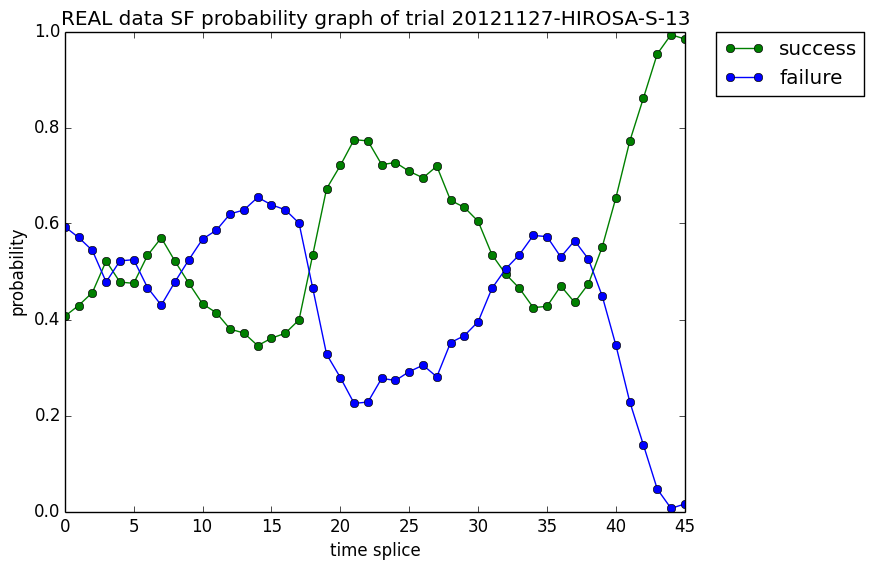 REAL data SF probability graph of trial 20121127-HIROSA-S-13
success
failure
1.0
0.8
0.6
0.4
0.2
0.0
probability
0 5 10 15 20 25 30 35 40 45
time splice